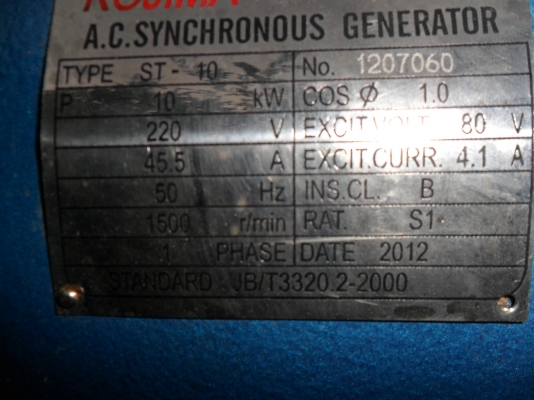 KOJIMA
A.C.SYNCHRONOUS GENERATOR
TYPE ST-10 No. 1207060
P 10 kW COS Ø 1.0
220 V EXCIT.VOLT. 80 V
45.5 A EXCIT.CURR. 4.1 A
50 Hz INS.CL. B
1500 r/min RAT. S1
1 PHASE DATE 2012
STANDARD JB/T3320.2-2000